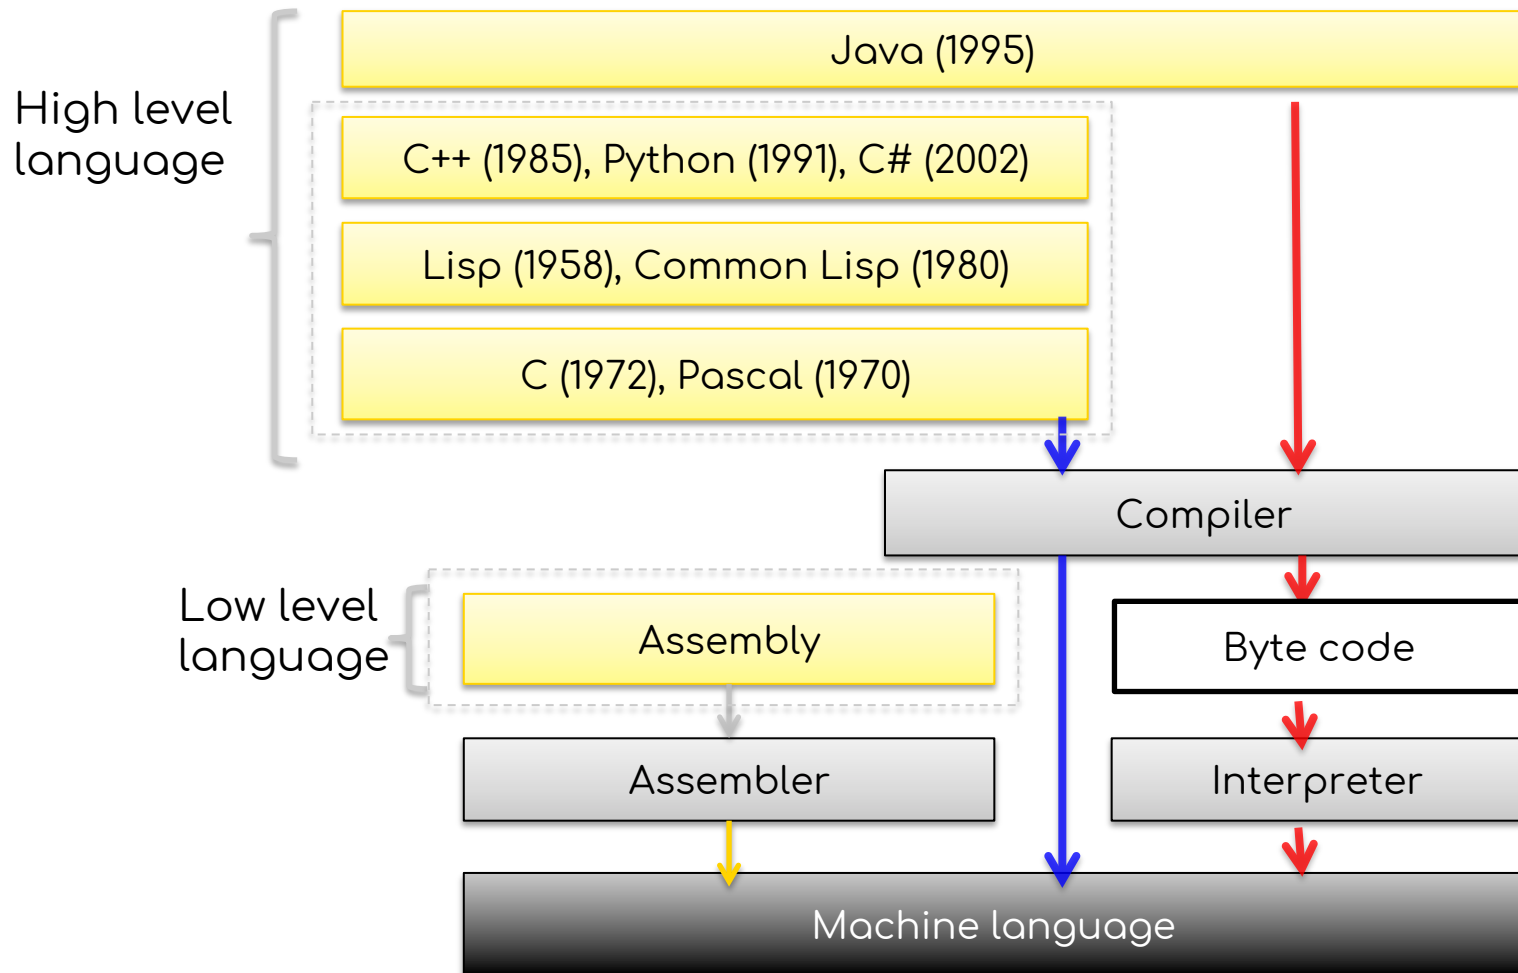 Java (1995)
High level
language
C++ (1985), Python (1991), C# (2002)
Lisp (1958), Common Lisp (1980)
C (1972), Pascal (1970)
Compiler
Low level
language
Assembly
Byte code
Assembler
Interpreter
Machine language